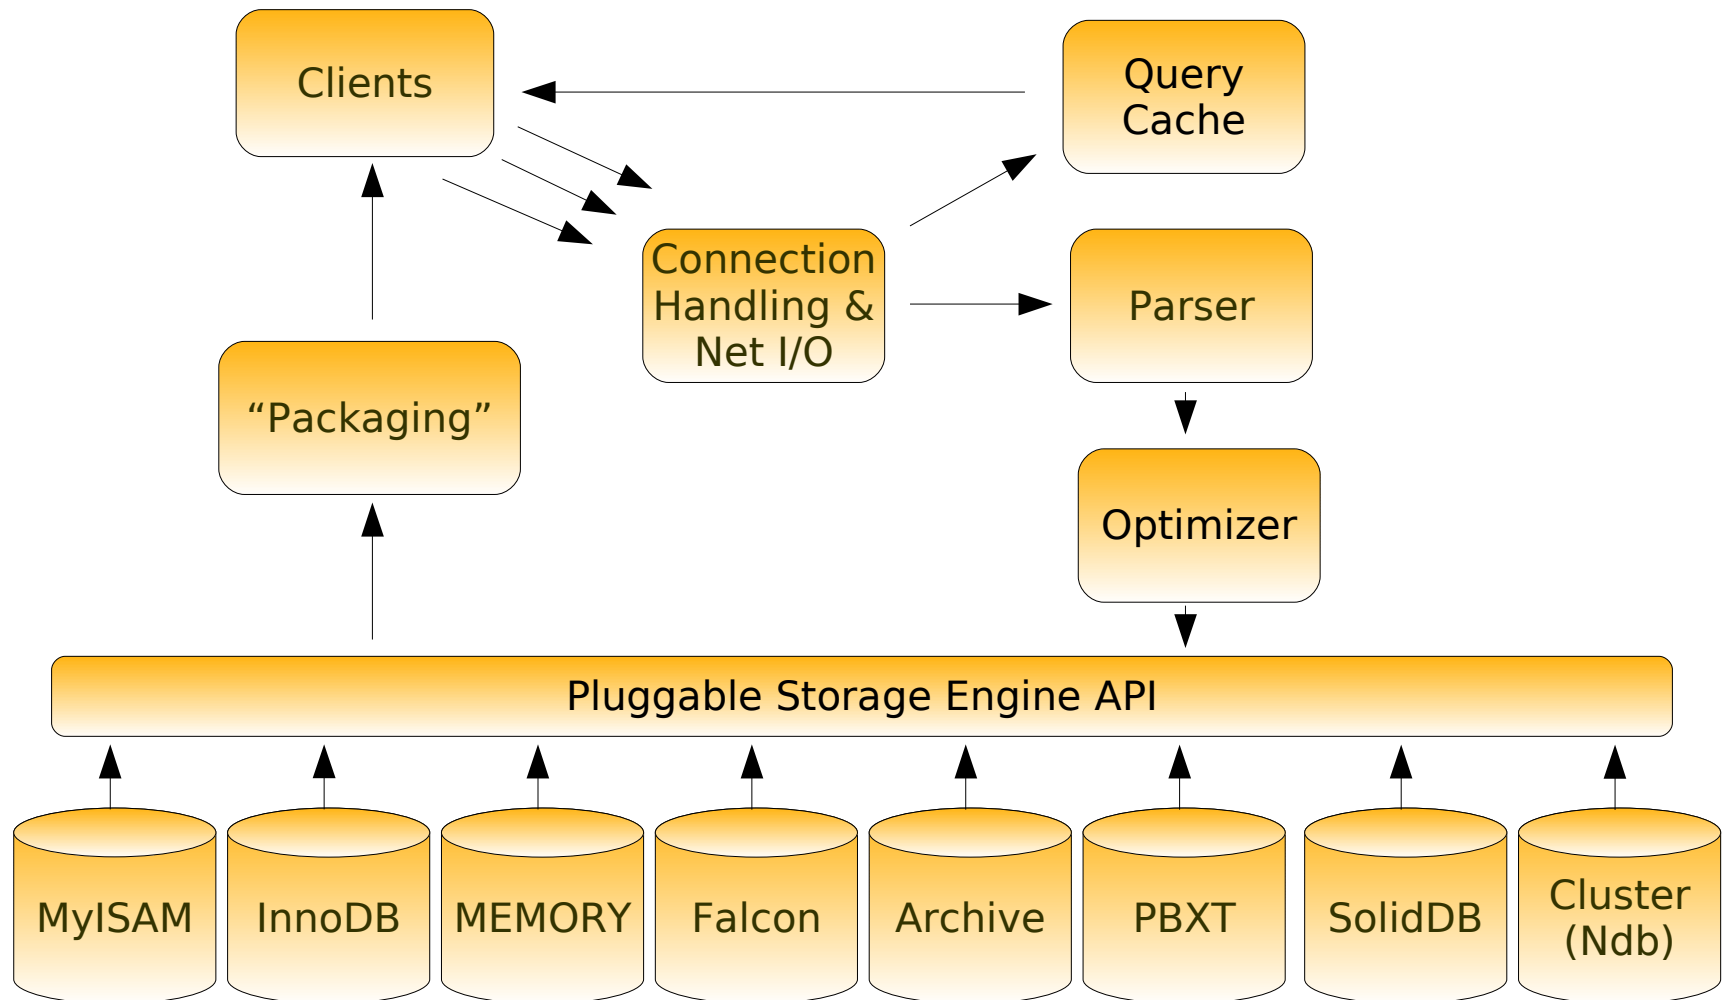 Clients
Query
Cache
Connection
Handling &
Net I/O
Parser
“Packaging”
Optimizer
Pluggable Storage Engine API
MyISAM
InnoDB
MEMORY
Falcon
Archive
PBXT
SolidDB
Cluster
(Ndb)